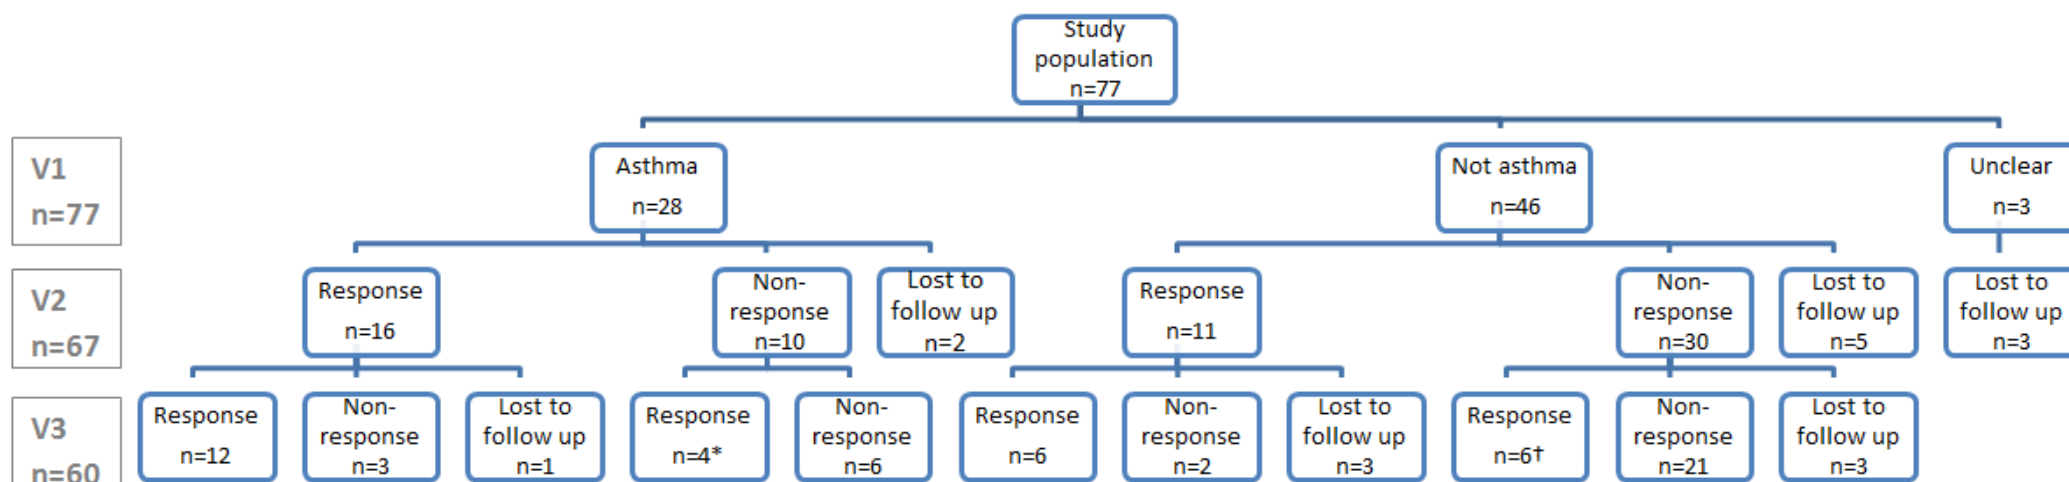 Study
population
n=77
V1
n=77
Asthma
n=28
Not asthma
n=46
Unclear
n=3
V2
n=67
Response
n=16
Non-
response
n=10
Lost to
follow up
n=2
Response
n=11
Non-
response
n=30
Lost to
follow up
n=5
Lost to
follow up
n=3
V3
n=60
Response
n=12
Non-
response
n=3
Lost to
follow up
n=1
Response
n=4*
Non-
response
n=6
Response
n=6
Non-
response
n=2
Lost to
follow up
n=3
Response
n=6†
Non-
response
n=21
Lost to
follow up
n=3